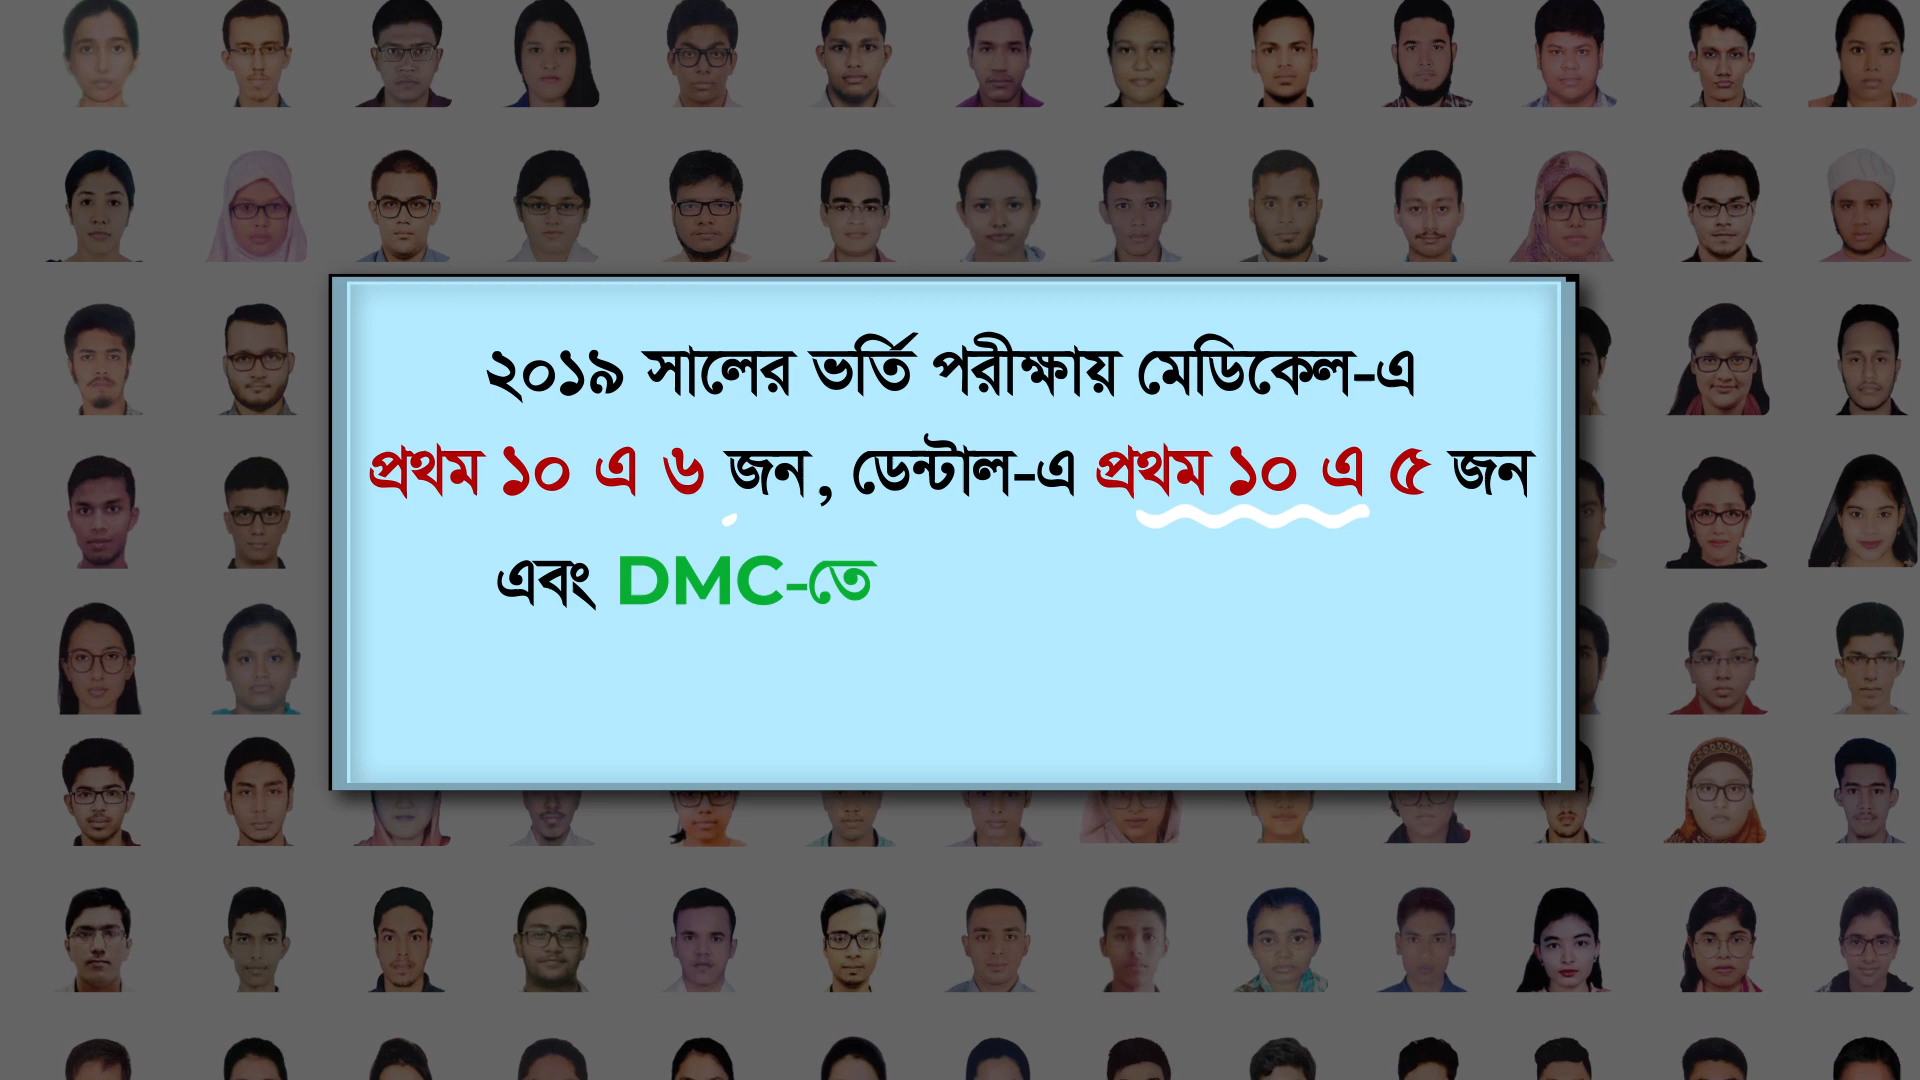 ২০১৯ সালের ভর্তি পরীক্ষায় মেডিকেল-এ
প্রথম ১০ এ ৬ জন, ডেন্টাল-এ প্রথম ১০ এ ৫ জন
এবং DMC-তে